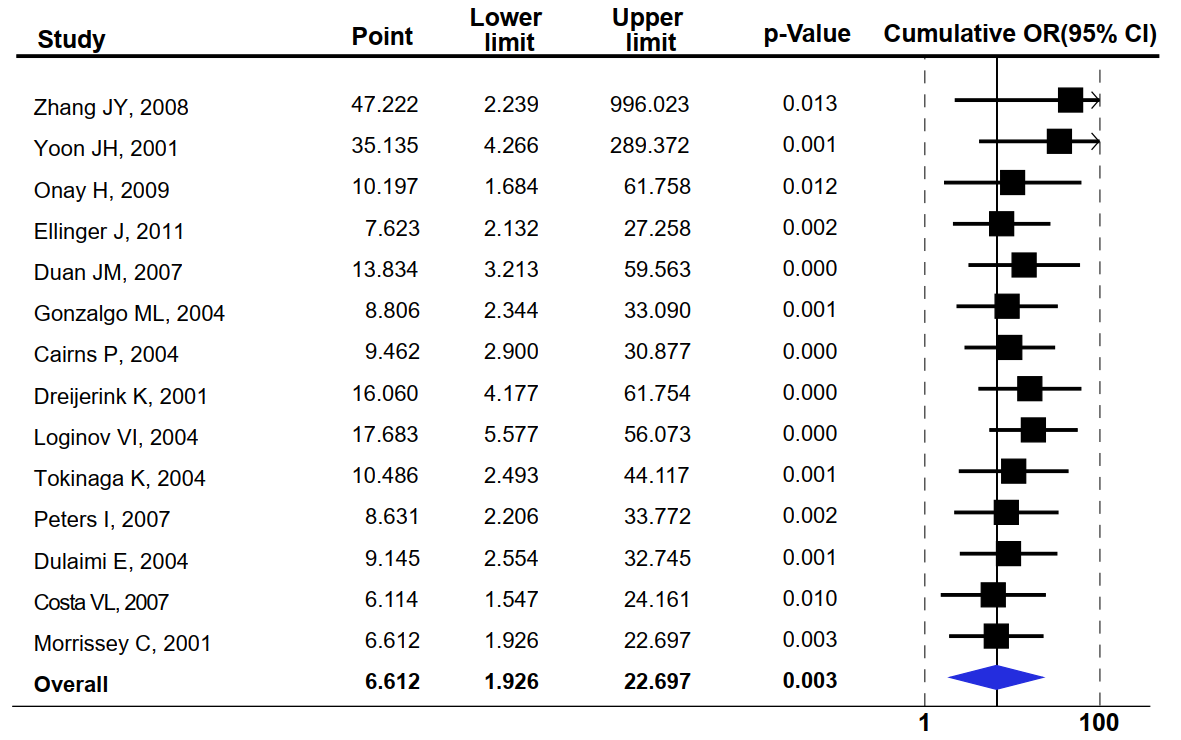 Study Point Lower limit Upper limit p-Value Cumulative OR(95% CI)
Zhang JY, 2008 47.222 2.239 996.023 0.013
Yoon JH, 2001 35.135 4.266 289.372 0.001
Onay H, 2009 10.197 1.684 61.758 0.012
Ellinger J, 2011 7.623 2.132 27.258 0.002
Duan JM, 2007 13.834 3.213 59.563 0.000
Gonzalgo ML, 2004 8.806 2.344 33.090 0.001
Cairns P, 2004 9.462 2.900 30.877 0.000
Dreijerink K, 2001 16.060 4.177 61.754 0.000
Loginov VI, 2004 17.683 5.577 56.073 0.000
Tokinaga K, 2004 10.486 2.493 44.117 0.001
Peters I, 2007 8.631 2.206 33.772 0.002
Dulaimi E, 2004 9.145 2.554 32.745 0.001
Costa VL, 2007 6.114 1.547 24.161 0.010
Morrissey C, 2001 6.612 1.926 22.697 0.003
Overall 6.612 1.926 22.697 0.003
1 100